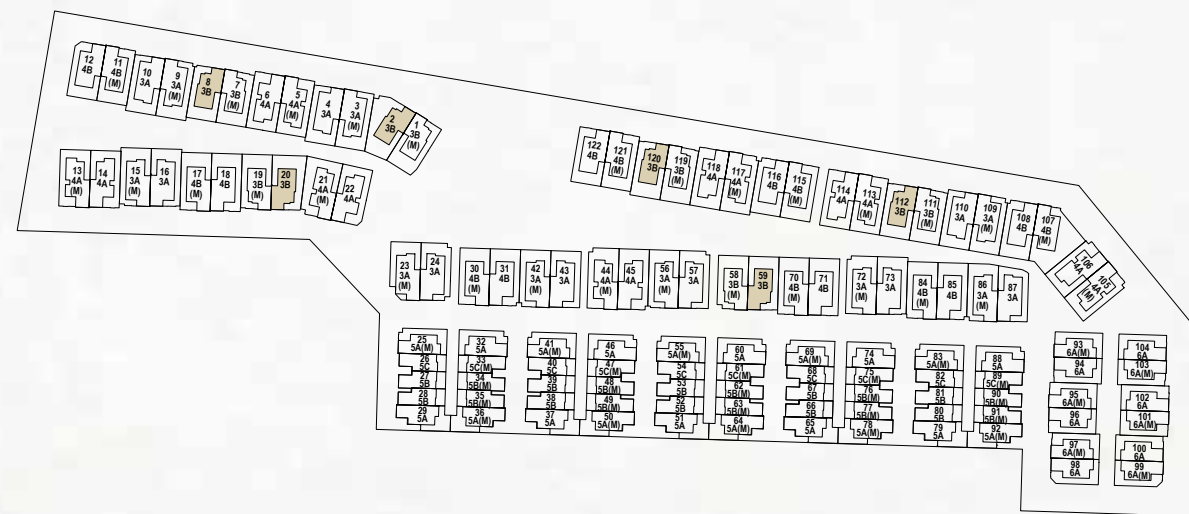 12
4B
11
4B
(M)
10
3A
9
3A
(M)
8
3B
7
3B
(M)
6
4A
5
4A
(M)
4
3A
3
3A
(M)
2
3B
1
3B
(M)
13
4A
(M)
14
4A
15
3A
(M)
16
3A
17
4B
(M)
18
4B
19
3B
(M)
20
3B
21
4A
(M)
22
4A
122
4B
121
4B
(M)
120
3B
119
3B
(M)
118
4A
117
4A
(M)
116
4B
115
4B
(M)
114
4A
113
4A
(M)
112
3B
111
3B
(M)
110
3A
109
3A
(M)
108
4B
107
4B
(M)
106
4A
105
4A
(M)
23
3A
(M)
24
3A
30
4B
(M)
31
4B
42
3A
(M)
43
3A
44
4A
(M)
45
4A
56
3A
(M)
57
3A
58
3B
(M)
59
3B
70
4B
(M)
71
4B
72
3A
(M)
73
3A
84
4B
(M)
85
4B
86
3A
(M)
87
3A
25
5A(M)
26
5C
27
5B
28
5B
29
5A
32
5A
33
5C(M)
34
5B(M)
35
5B(M)
36
5A(M)
41
5A(M)
40
5C
39
5B
38
5B
37
5A
46
5A
47
5C(M)
48
5B(M)
49
5B(M)
50
5A(M)
55
5A(M)
54
5C
53
5B
52
5B
51
5A
60
5A
61
5C(M)
62
5B(M)
63
5B(M)
64
5A(M)
69
5A(M)
68
5C
67
5B
66
5B
65
5A
74
5A
75
5C(M)
76
5B(M)
77
5B(M)
78
5A(M)
83
5A(M)
82
5C
81
5B
80
5B
79
5A
88
5A
89
5C(M)
90
5B(M)
91
5B(M)
92
5A(M)
93
6A(M)
94
6A
95
6A(M)
96
6A
97
6A(M)
98
6A
104
6A
103
6A(M)
102
6A
101
6A(M)
100
6A
99
6A(M)